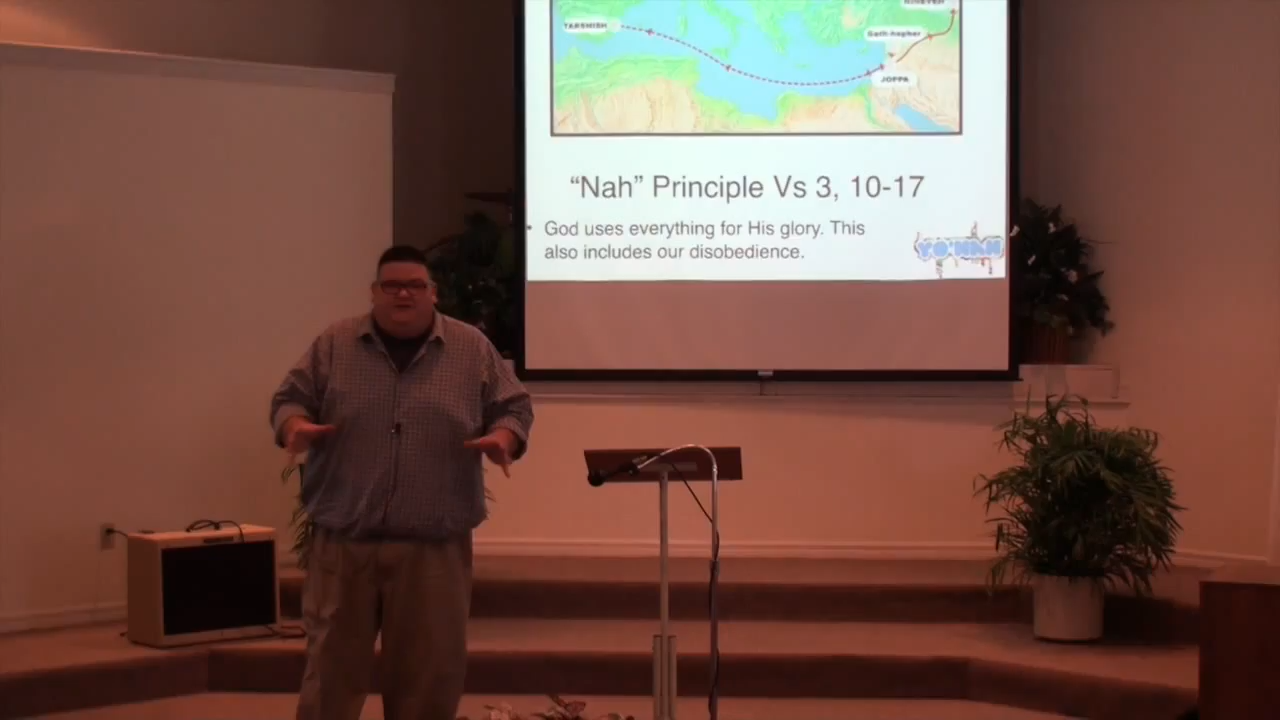 NINEVEH
TARSHISH
Gath-hepher
JOPPA
“Nah” Principle Vs 3, 10-17
God uses everything for His glory. This
also includes our disobedience.
YO'NAH